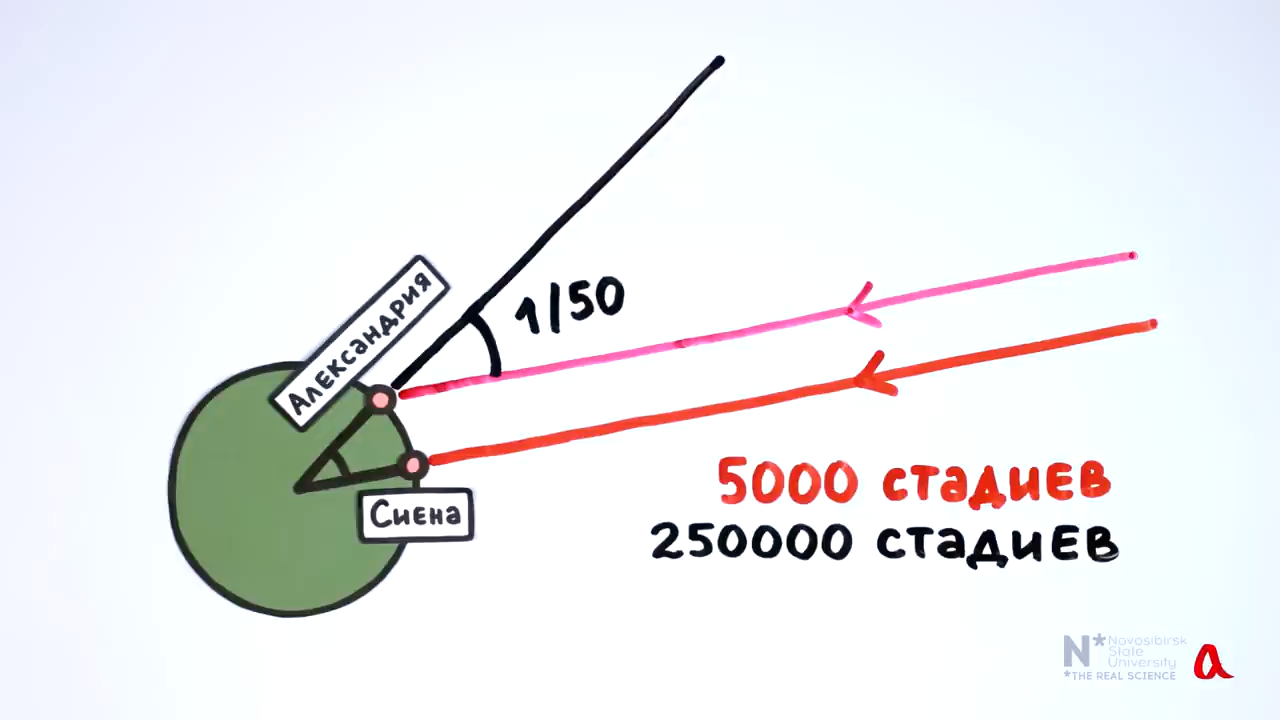 Александрия
1/50
Сиена
5000 стадиев
250000 стадиев
N* Novosibirsk
State
University
*THE REAL SCIENCE
a